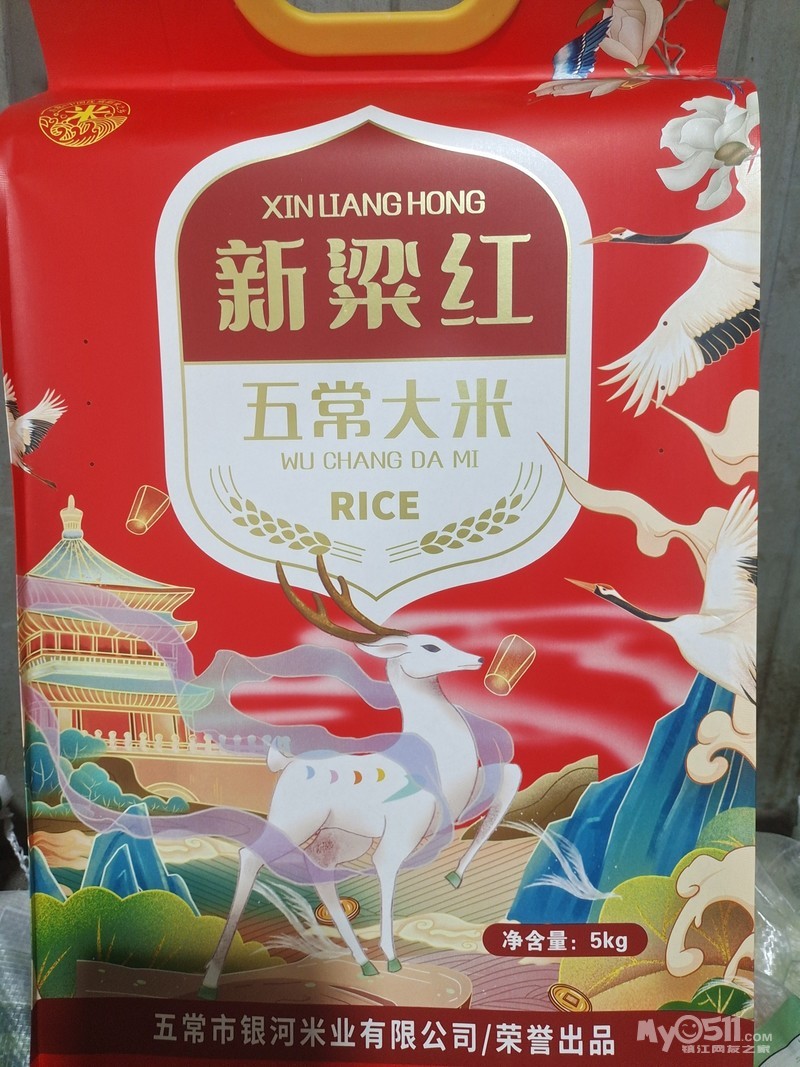 米
XIN LIANG HONG
新粱红
五常大米
WU CHANG DA MI
RICE
净含量：5kg
五常市银河米业有限公司/荣誉出品
My0511.COM
镇江网友之家